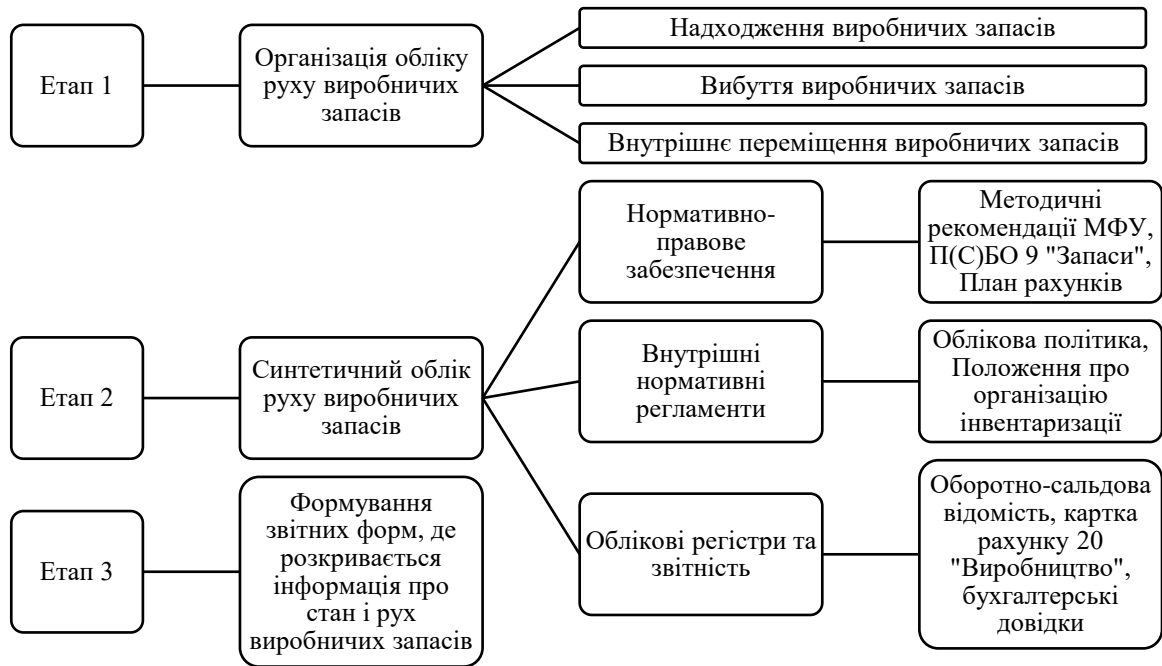 Етап 1
Організація обліку
руху виробничих
запасів
Надходження виробничих запасів
Вибуття виробничих запасів
Внутрішнє переміщення виробничих запасів
Етап 2
Синтетичний облік
руху виробничих
запасів
Нормативно-
правове
забезпечення
Методичні
рекомендації МФУ,
П(С)БО 9 "Запаси",
План рахунків
Внутрішні
нормативні
регламенти
Облікова політика,
Положення про
організацію
інвентаризації
Облікові регістри та
звітність
Оборотно-сальдова
відомість, картка
рахунку 20
"Виробництво",
бухгалтерські
довідки
Етап 3
Формування
звітних форм, де
розкривається
інформація про
стан і рух
виробничих запасів